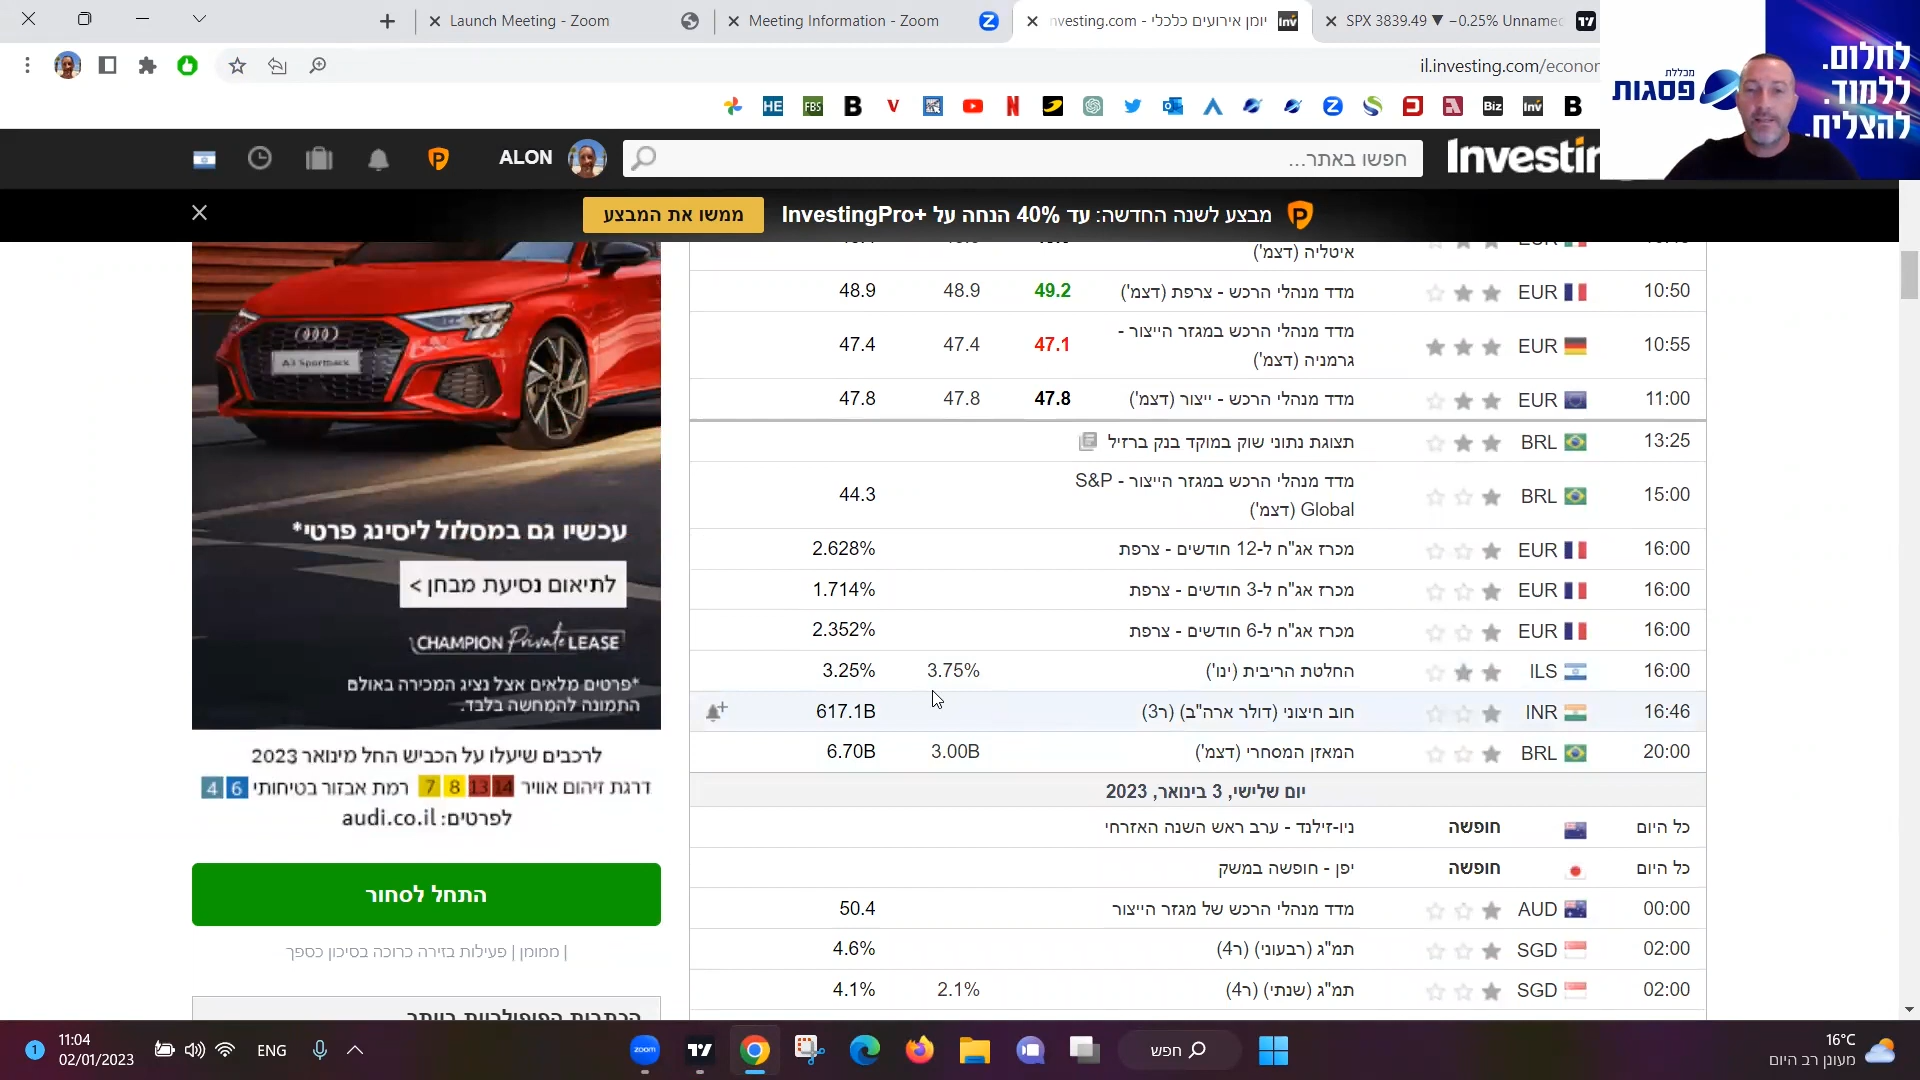 Launch Meeting - Zoom
Meeting Information - Zoom
יומן אירועים כלכלי - nvesting.com
SPX 3839.49 ▼ −0.25% Unnamed
il.investing.com/econor
מכללת
פסגות
לחלום.
ללמוד.
להצליח.
ALON
חפשו באתר...
Investin
מבצע לשנה החדשה: עד 40% הנחה על InvestingPro+
ממשו את המבצע
איטליה (דצמ')
10:50 EUR מדד מנהלי הרכש - צרפת (דצמ') 49.2 48.9 48.9
10:55 EUR מדד מנהלי הרכש במגזר הייצור - גרמניה (דצמ') 47.1 47.4 47.4
11:00 EUR מדד מנהלי הרכש - ייצור (דצמ') 47.8 47.8 47.8
13:25 BRL תצוגת נתוני שוק במוקד בנק ברזיל
15:00 BRL מדד מנהלי הרכש במגזר הייצור - S&P Global (דצמ') 44.3
16:00 EUR מכרז אג"ח ל-12 חודשים - צרפת 2.628%
16:00 EUR מכרז אג"ח ל-3 חודשים - צרפת 1.714%
16:00 EUR מכרז אג"ח ל-6 חודשים - צרפת 2.352%
16:00 ILS החלטת הריבית (ינו') 3.75% 3.25%
16:46 INR חוב חיצוני (דולר ארה"ב) (ר3) 617.1B
20:00 BRL המאזן המסחרי (דצמ') 3.00B 6.70B
יום שלישי, 3 בינואר, 2023
כל היום חופשה ניו-זילנד - ערב ראש השנה האזרחי
כל היום חופשה יפן - חופשה במשק
00:00 AUD מדד מנהלי הרכש של מגזר הייצור 50.4
02:00 SGD תמ"ג (רבעוני) (ר4) 4.6%
02:00 SGD תמ"ג (שנתי) (ר4) 2.1% 4.1%
A3 Sportback
עכשיו גם במסלול ליסינג פרטי*
לתיאום נסיעת מבחן >
CHAMPION Private LEASE
*פרטים מלאים אצל נציג המכירה באולם
התמונה להמחשה בלבד.
לרכבים שיעלו על הכביש החל מינואר 2023
דרגת זיהום אוויר 14 13 8 7 רמת אבזור בטיחותי 6 4
לפרטים: audi.co.il
התחל לסחור
| ממומן | פעילות בזירה כרוכה בסיכון כספך
הכתבות הפופולריות ביותר
1
11:04
02/01/2023
ENG
zoom
חפש
16°C
מעונן רב היום